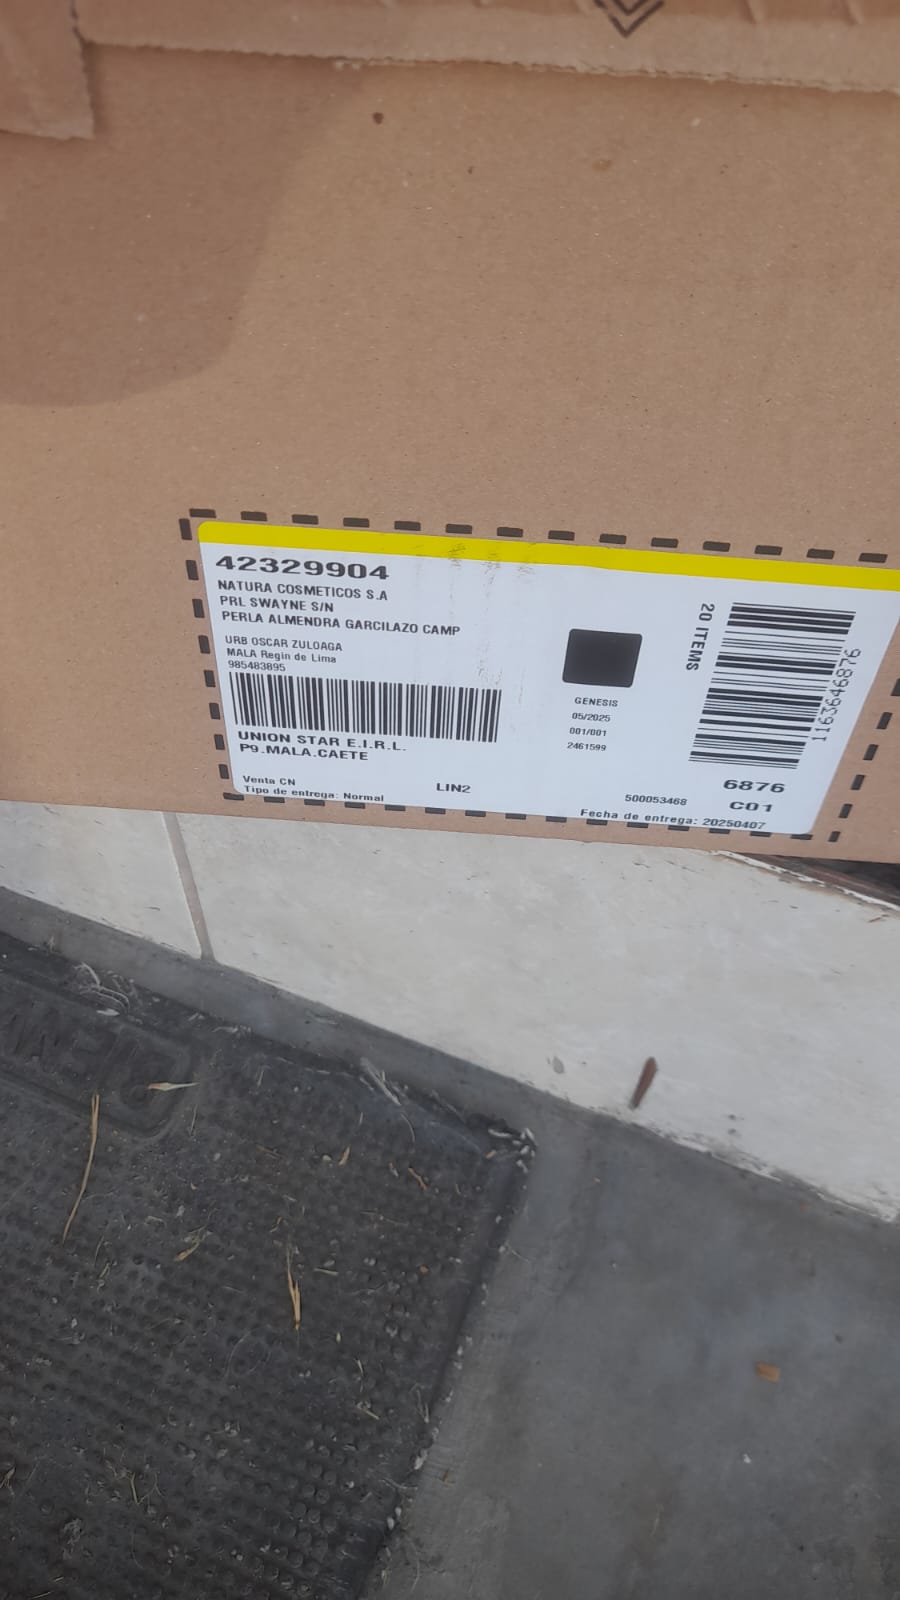 42329904
NATURA COSMETICOS S.A
PRL SWAYNE S/N
PERLA ALMENDRA GARCILAZO CAMP
URB OSCAR ZULOAGA
MALA Regin de Lima
985483895
UNION STAR E.I.R.L.
P9.MALA.CAETE
Venta CN
Tipo de entrega: Normal
LIN2
GENESIS
05/2025
001/001
2461599
20 ITEMS
1163646876
6876
500053468
C01
Fecha de entrega: 20250407